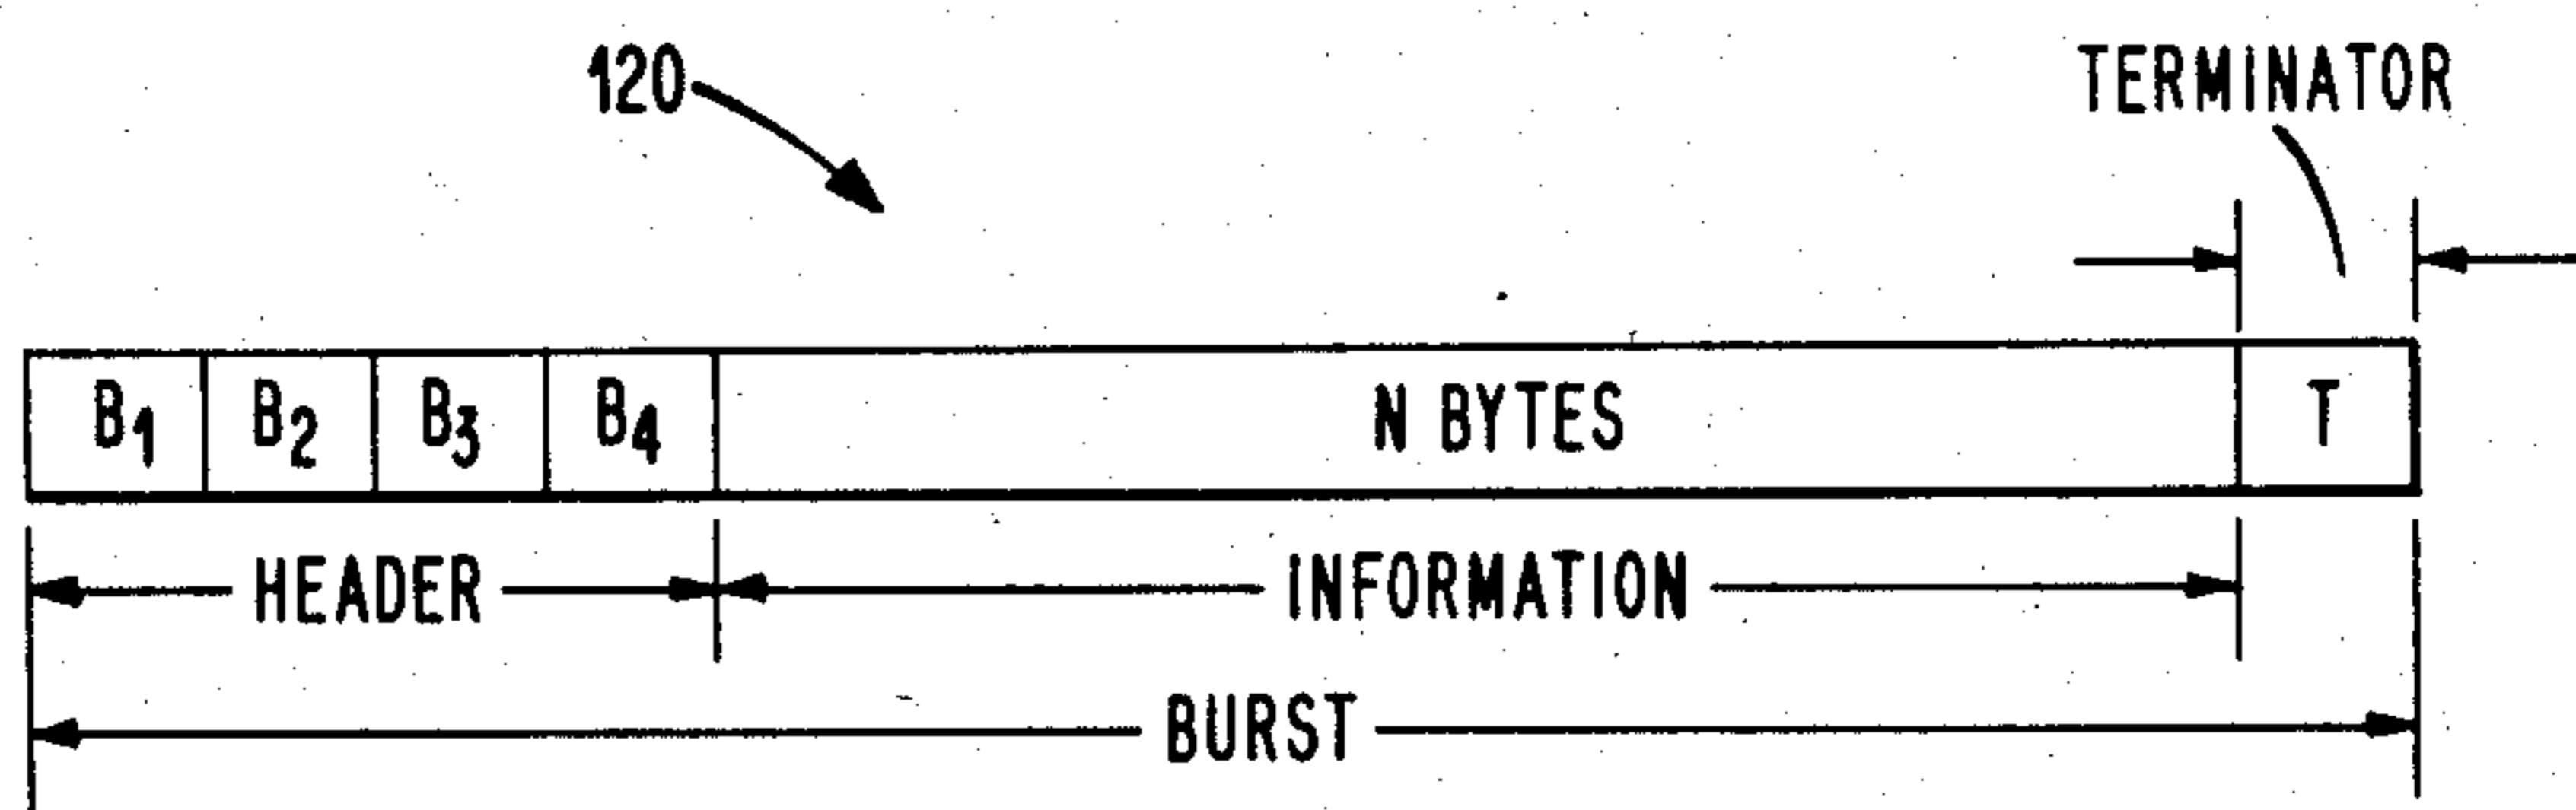 120
TERMINATOR
B1 B2 B3 B4 N BYTES T
HEADER INFORMATION
BURST